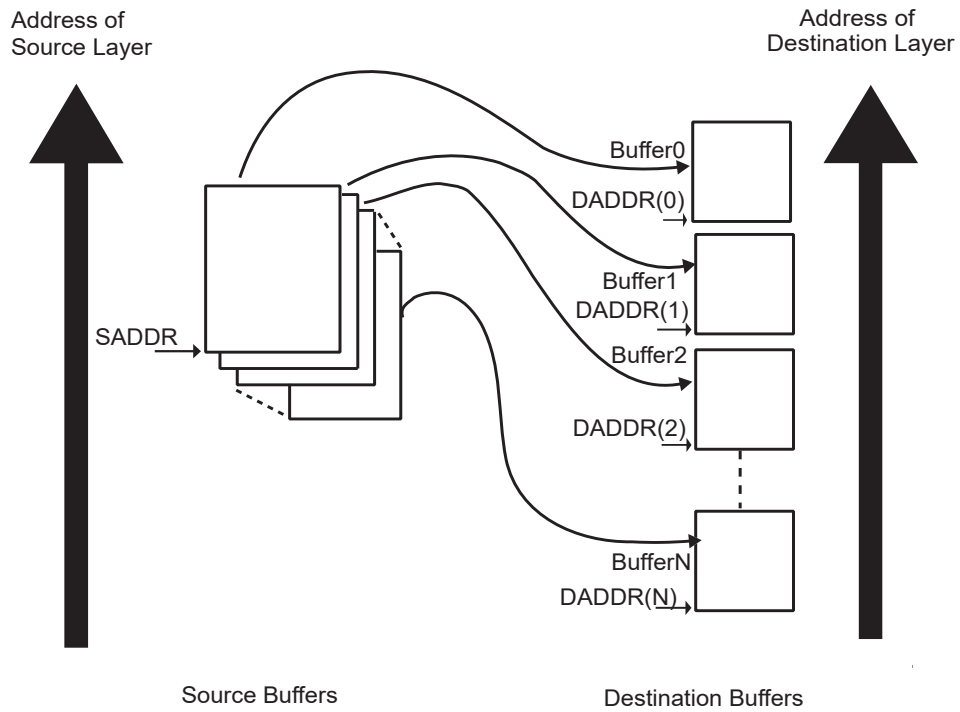 Address of
Source Layer
Address of
Destination Layer
Buffer0
DADDR(0)
Buffer1
DADDR(1)
SADDR
Buffer2
DADDR(2)
BufferN
DADDR(N)
Source Buffers
Destination Buffers